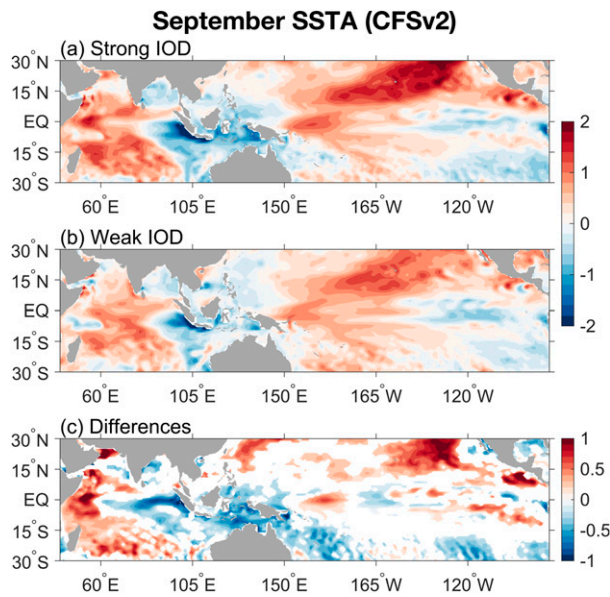 September SSTA (CFSv2)
(a) Strong IOD
30°N
15°N
EQ
15°S
30°S
60°E 105°E 150°E 165°W 120°W
2
1
0
-1
-2
(b) Weak IOD
30°N
15°N
EQ
15°S
30°S
60°E 105°E 150°E 165°W 120°W
(c) Differences
30°N
15°N
EQ
15°S
30°S
60°E 105°E 150°E 165°W 120°W
1
0.5
0
-0.5
-1